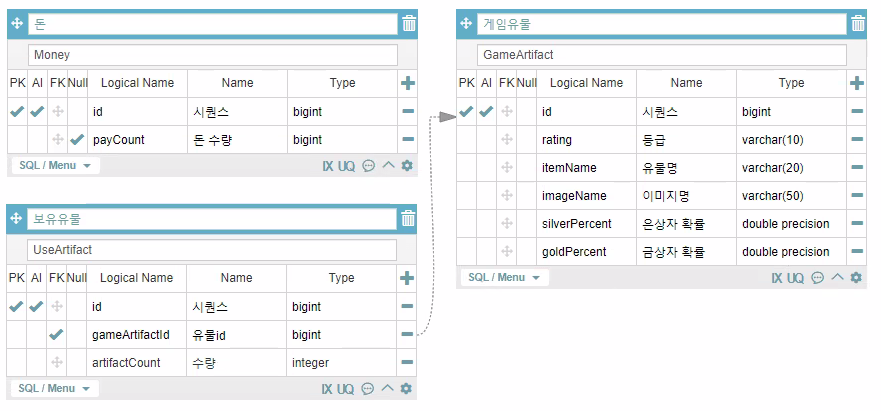 돈
Money
PK AI FK Null Logical Name Name Type
id 시퀀스 bigint
payCount 돈 수량 bigint
SQL / Menu IX UQ
보유유물
UseArtifact
PK AI FK Null Logical Name Name Type
id 시퀀스 bigint
gameArtifactId 유물id bigint
artifactCount 수량 integer
SQL / Menu IX UQ
게임유물
GameArtifact
PK AI FK Null Logical Name Name Type
id 시퀀스 bigint
rating 등급 varchar(10)
itemName 유물명 varchar(20)
imageName 이미지명 varchar(50)
silverPercent 은상자 확률 double precision
goldPercent 금상자 확률 double precision
SQL / Menu IX UQ